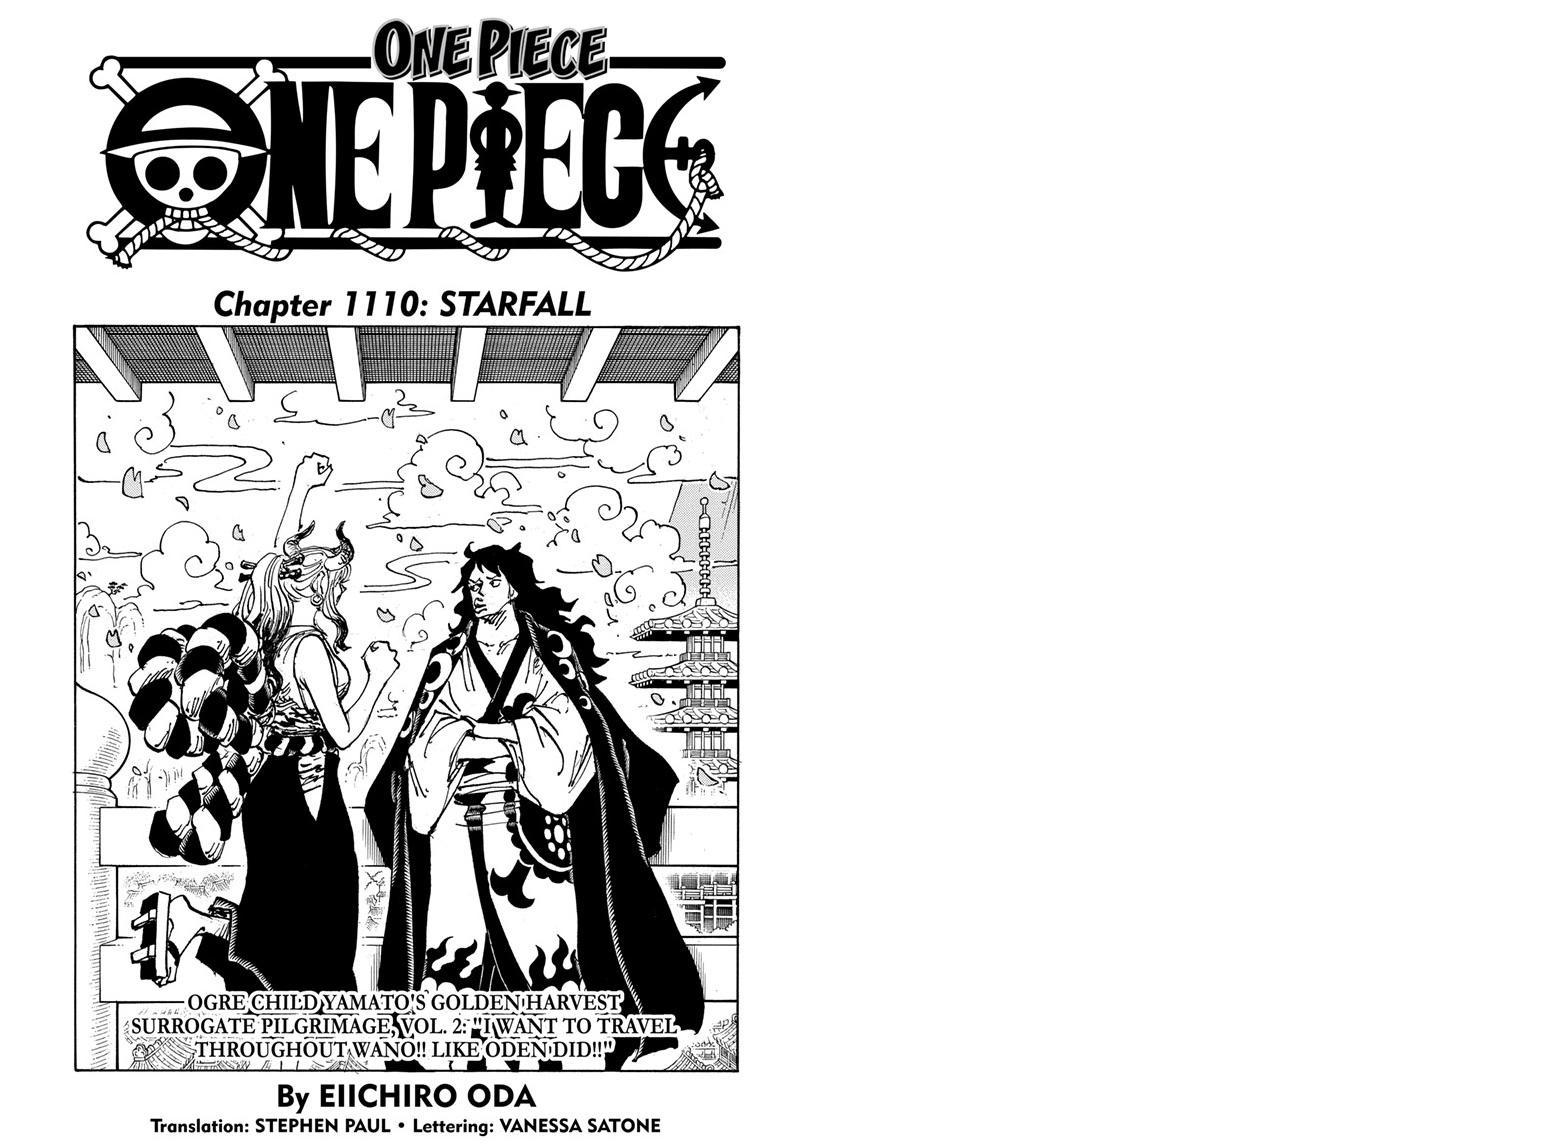 ONE PIECE
ONE PIECE
Chapter 1110: STARFALL
OGRE CHILD YAMATO'S GOLDEN HARVEST
SURROGATE PILGRIMAGE, VOL. 2: "I WANT TO TRAVEL
THROUGHOUT WANO!! LIKE ODEN DID!!"
By EIICHIRO ODA
Translation: STEPHEN PAUL • Lettering: VANESSA SATONE